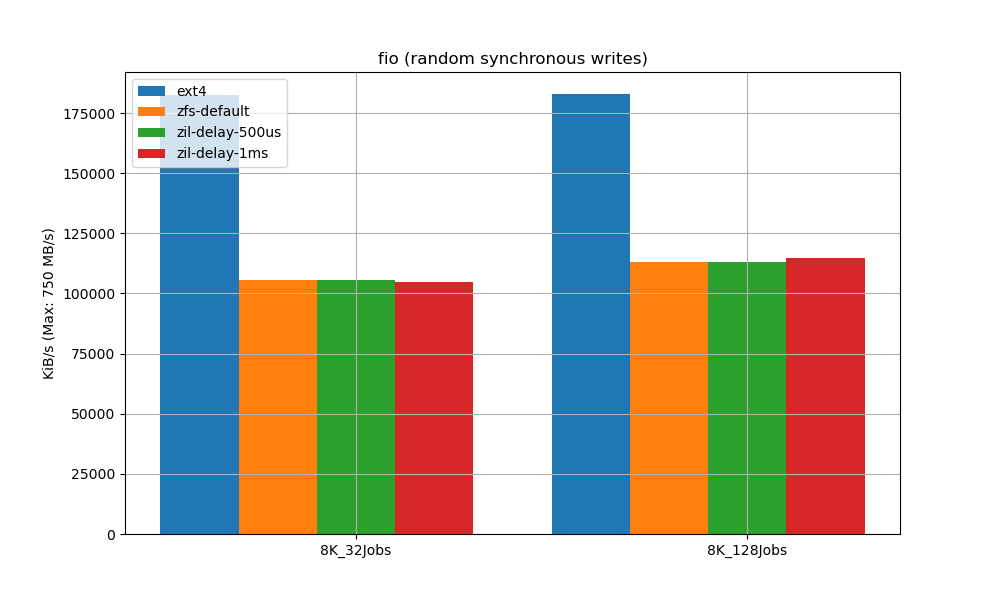 fio (random synchronous writes)
ext4
zfs-default
zil-delay-500us
zil-delay-1ms
KiB/s (Max: 750 MB/s)
175000
150000
125000
100000
75000
50000
25000
0
8K_32Jobs
8K_128Jobs